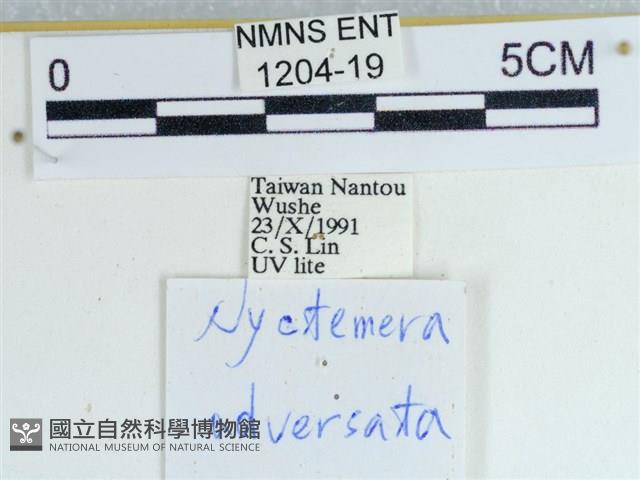 NMNS ENT
1204-19
0 5CM
Taiwan Nantou
Wushe
23/X/1991
C. S. Lin
UV lite
Nyctemera
adversata
國立自然科學博物館
NATIONAL MUSEUM OF NATURAL SCIENCE